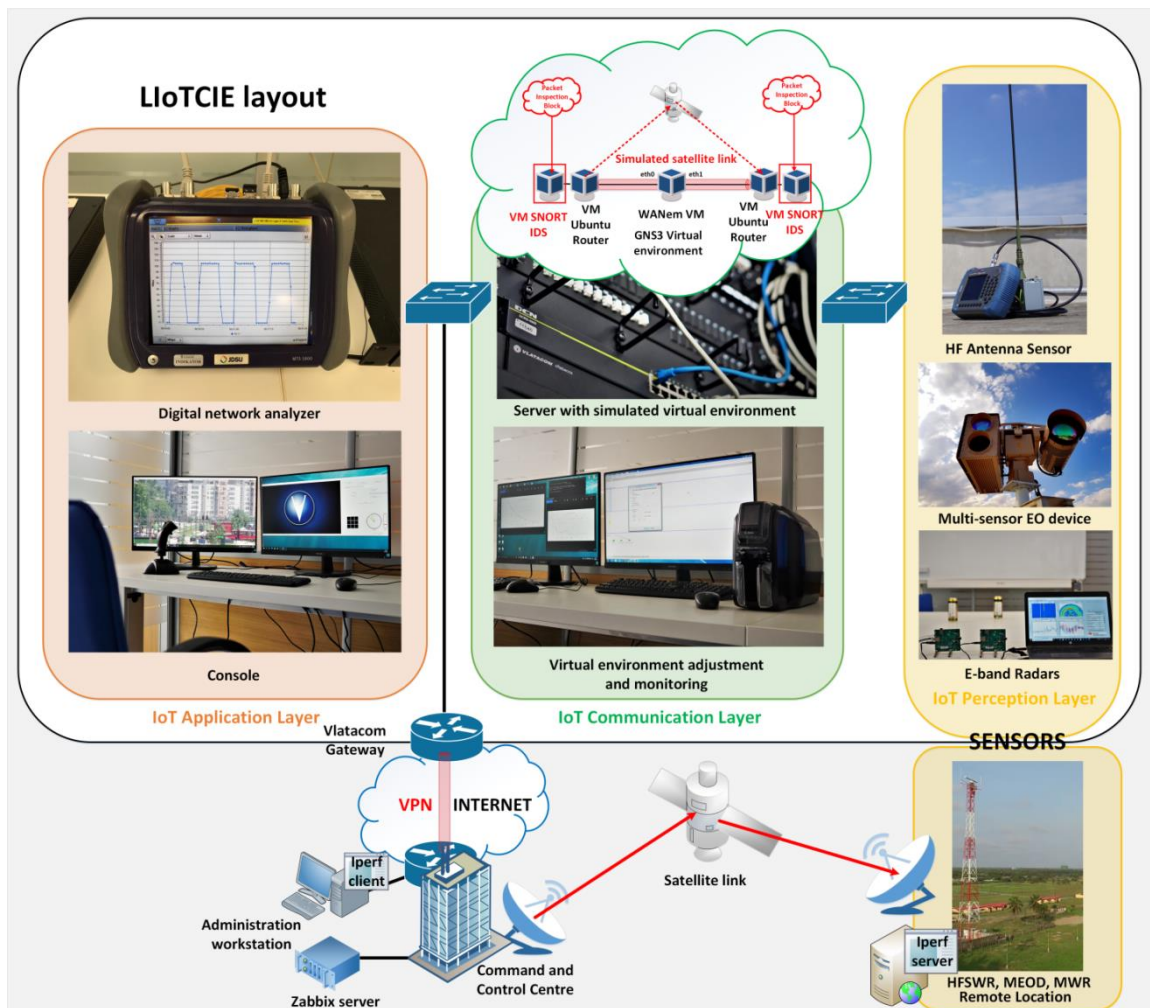 LIoTCIE layout
Packet
Inspection
Block
Packet
Inspection
Block
Simulated satellite link
eth0
eth1
VM SNORT
IDS
VM
Ubuntu
Router
WANem VM
GNS3 Virtual
environment
VM
Ubuntu
Router
VM SNORT
IDS
JDSU
VLATACOM
Digital network analyzer
Server with simulated virtual environment
HF Antenna Sensor
Multi-sensor EO device
Console
Virtual environment adjustment
and monitoring
E-band Radars
IoT Application Layer
IoT Communication Layer
IoT Perception Layer
Vlatacom
Gateway
SENSORS
VPN
INTERNET
Iperf
client
Administration
workstation
Zabbix server
Command and
Control Centre
Satellite link
Iperf
server
HFSWR, MEOD, MWR
Remote Location